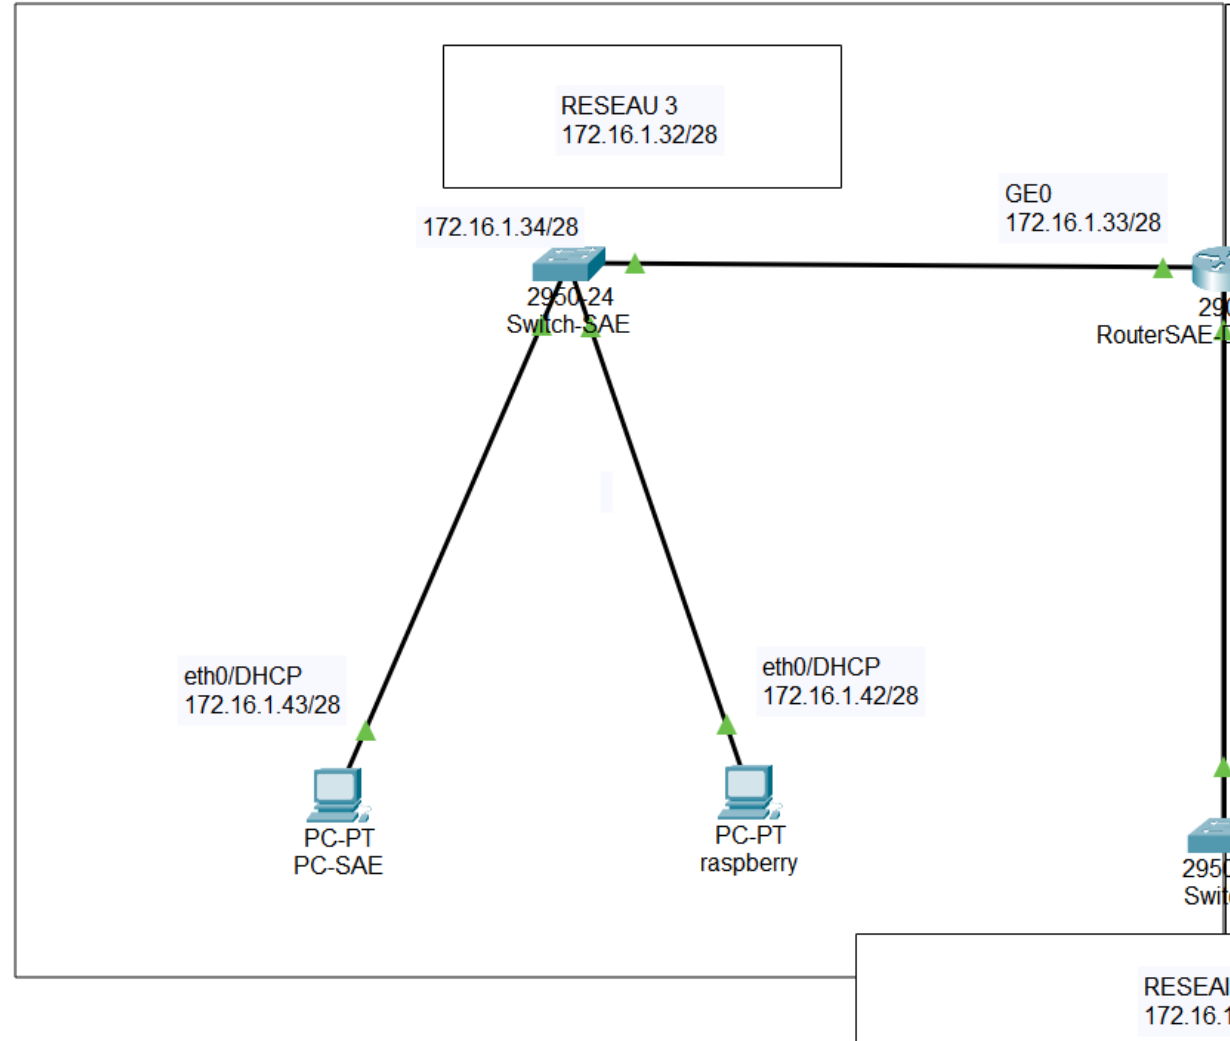 RESEAU 3
172.16.1.32/28
GE0
172.16.1.33/28
172.16.1.34/28
2950-24
Switch-SAE
RouterSAE-
eth0/DHCP
172.16.1.43/28
eth0/DHCP
172.16.1.42/28
PC-PT
PC-SAE
PC-PT
raspberry
2950